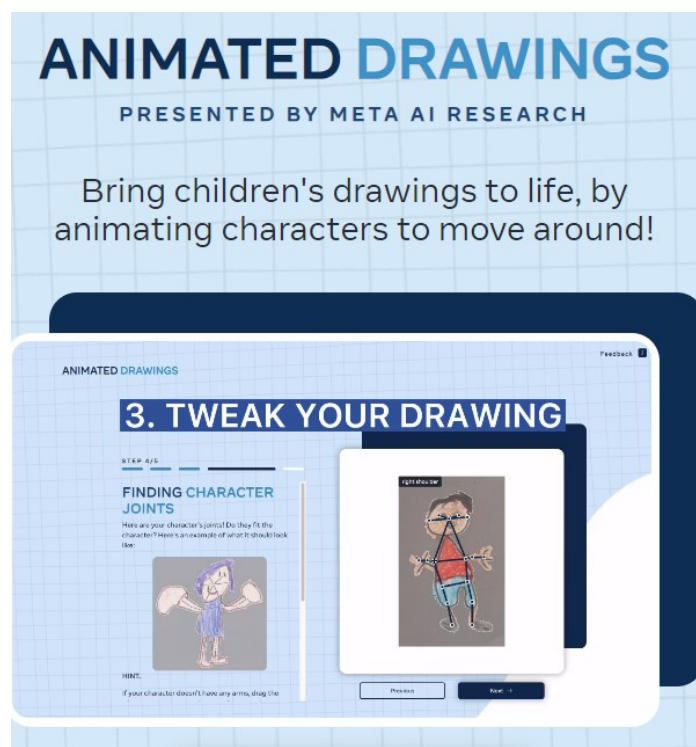 ANIMATED DRAWINGS
PRESENTED BY META AI RESEARCH
Bring children's drawings to life, by
animating characters to move around!
Feedback
ANIMATED DRAWINGS
3. TWEAK YOUR DRAWING
STEP 4/5
FINDING CHARACTER
JOINTS
Here are your character's joints! Do they fit the
character? Here's an example of what it should look
like:
right shoulder
HINT.
If your character doesn't have any arms, drag the
Previous
Next →